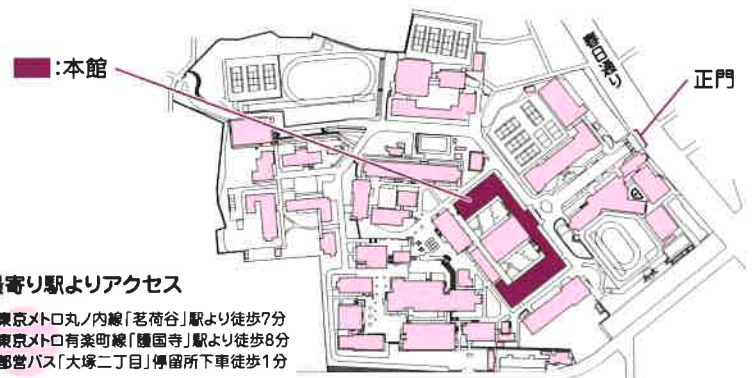 :本館
春日通り
正門
寄り駅よりアクセス
東京メトロ丸ノ内線「茗荷谷」駅より徒歩7分
東京メトロ有楽町線「護国寺」駅より徒歩8分
都営バス「大塚二丁目」停留所下車徒歩1分